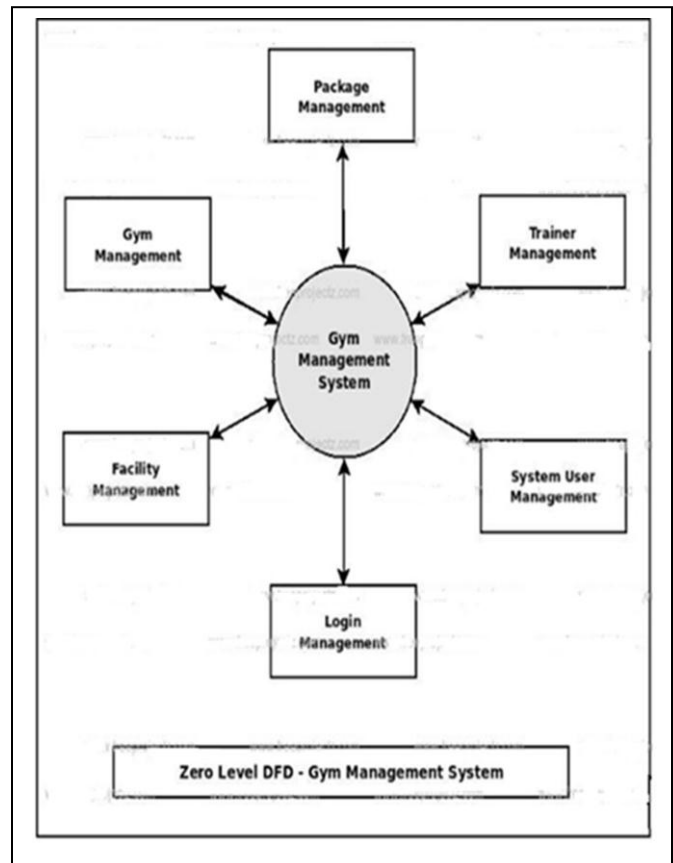 Package
Management
Gym
Management
Trainer
Management
Gym
Management
System
Facility
Management
System User
Management
Login
Management
Zero Level DFD - Gym Management System